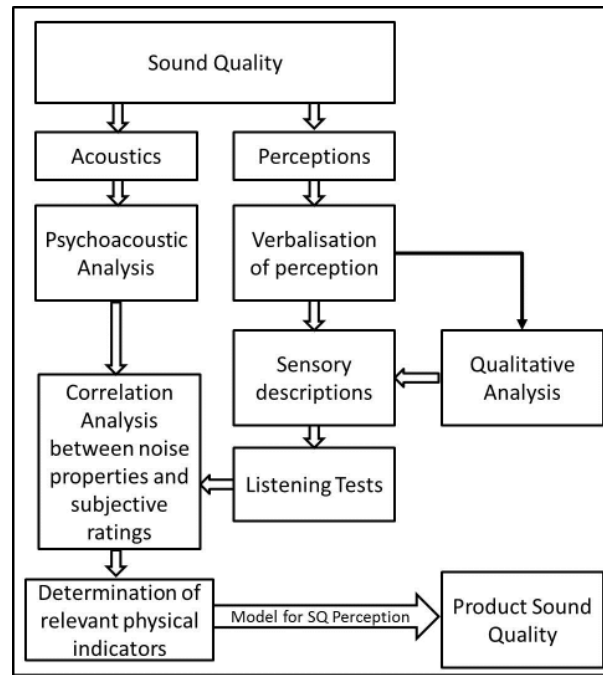 Sound Quality
Acoustics
Perceptions
Psychoacoustic
Analysis
Verbalisation
of perception
Sensory
descriptions
Qualitative
Analysis
Correlation
Analysis
between noise
properties and
subjective
ratings
Listening Tests
Determination of
relevant physical
indicators
Model for SQ Perception
Product Sound
Quality